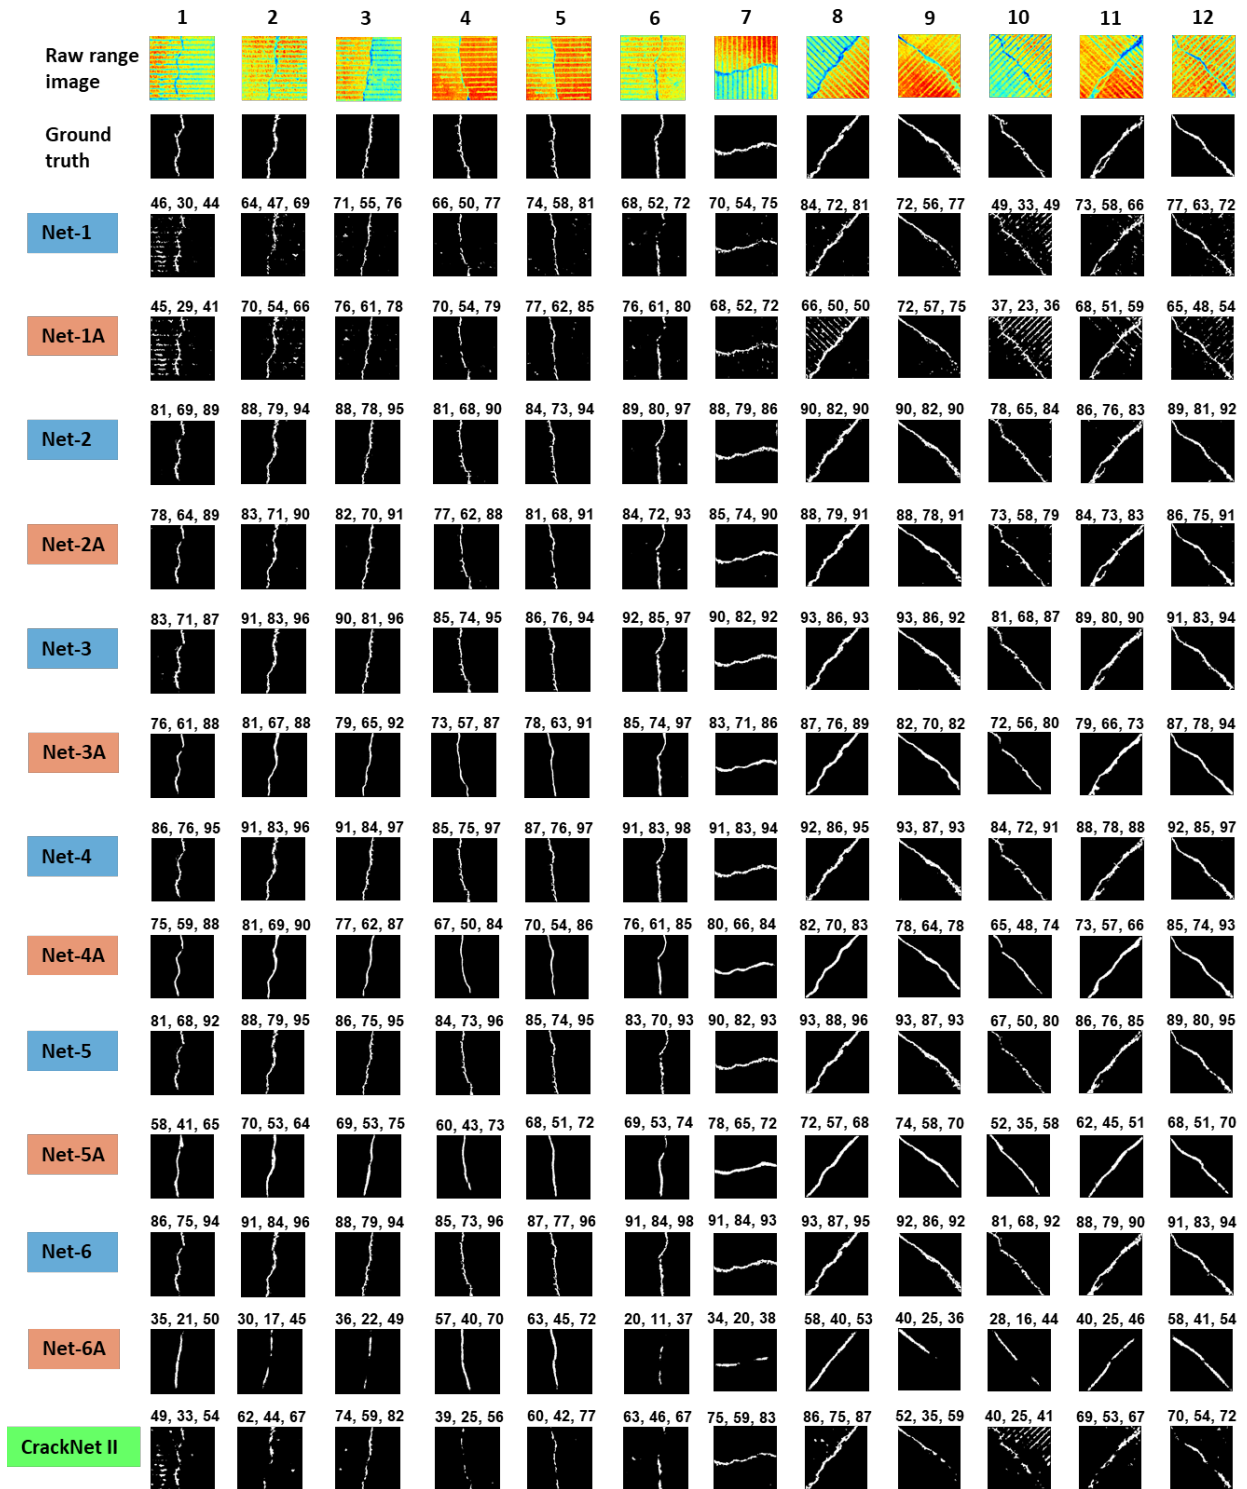 1 2 3 4 5 6 7 8 9 10 11 12
Raw range
image
Ground
truth
46, 30, 44 64, 47, 69 71, 55, 76 66, 50, 77 74, 58, 81 68, 52, 72 70, 54, 75 84, 72, 81 72, 56, 77 49, 33, 49 73, 58, 66 77, 63, 72
Net-1
45, 29, 41 70, 54, 66 76, 61, 78 70, 54, 79 77, 62, 85 76, 61, 80 68, 52, 72 66, 50, 50 72, 57, 75 37, 23, 36 68, 51, 59 65, 48, 54
Net-1A
81, 69, 89 88, 79, 94 88, 78, 95 81, 68, 90 84, 73, 94 89, 80, 97 88, 79, 86 90, 82, 90 90, 82, 90 78, 65, 84 86, 76, 83 89, 81, 92
Net-2
78, 64, 89 83, 71, 90 82, 70, 91 77, 62, 88 81, 68, 91 84, 72, 93 85, 74, 90 88, 79, 91 88, 78, 91 73, 58, 79 84, 73, 83 86, 75, 91
Net-2A
83, 71, 87 91, 83, 96 90, 81, 96 85, 74, 95 86, 76, 94 92, 85, 97 90, 82, 92 93, 86, 93 93, 86, 92 81, 68, 87 89, 80, 90 91, 83, 94
Net-3
76, 61, 88 81, 67, 88 79, 65, 92 73, 57, 87 78, 63, 91 85, 74, 97 83, 71, 86 87, 76, 89 82, 70, 82 72, 56, 80 79, 66, 73 87, 78, 94
Net-3A
86, 76, 95 91, 83, 96 91, 84, 97 85, 75, 97 87, 76, 97 91, 83, 98 91, 83, 94 92, 86, 95 93, 87, 93 84, 72, 91 88, 78, 88 92, 85, 97
Net-4
75, 59, 88 81, 69, 90 77, 62, 87 67, 50, 84 70, 54, 86 76, 61, 85 80, 66, 84 82, 70, 83 78, 64, 78 65, 48, 74 73, 57, 66 85, 74, 93
Net-4A
81, 68, 92 88, 79, 95 86, 75, 95 84, 73, 96 85, 74, 95 83, 70, 93 90, 82, 93 93, 88, 96 93, 87, 93 67, 50, 80 86, 76, 85 89, 80, 95
Net-5
58, 41, 65 70, 53, 64 69, 53, 75 60, 43, 73 68, 51, 72 69, 53, 74 78, 65, 72 72, 57, 68 74, 58, 70 52, 35, 58 62, 45, 51 68, 51, 70
Net-5A
86, 75, 94 91, 84, 96 88, 79, 94 85, 73, 96 87, 77, 96 91, 84, 98 91, 84, 93 93, 87, 95 92, 86, 92 81, 68, 92 88, 79, 90 91, 83, 94
Net-6
35, 21, 50 30, 17, 45 36, 22, 49 57, 40, 70 63, 45, 72 20, 11, 37 34, 20, 38 58, 40, 53 40, 25, 36 28, 16, 44 40, 25, 46 58, 41, 54
Net-6A
49, 33, 54 62, 44, 67 74, 59, 82 39, 25, 56 60, 42, 77 63, 46, 67 75, 59, 83 86, 75, 87 52, 35, 59 40, 25, 41 69, 53, 67 70, 54, 72
CrackNet II